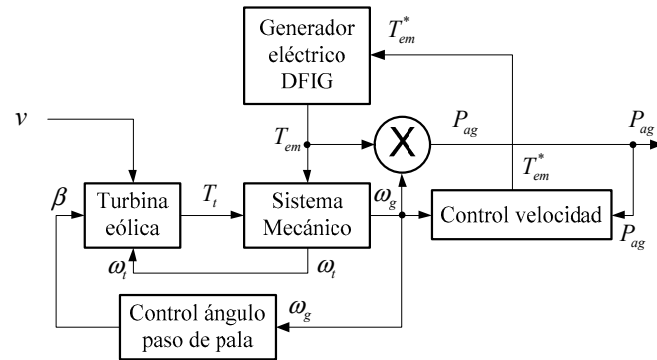 Generador
eléctrico
DFIG
T*em
v
Tem
X
Pag
Pag
T*em
β
Turbina
eólica
Tt
Sistema
Mecánico
ωg
Control velocidad
Pag
ωt
ωt
Control ángulo
paso de pala
ωg